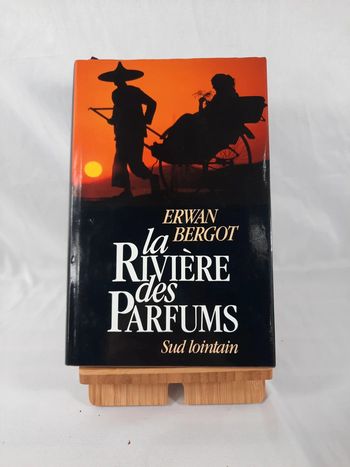 ERWAN
BERGOT
la
RIVIÈRE
des
PARFUMS
Sud lointain